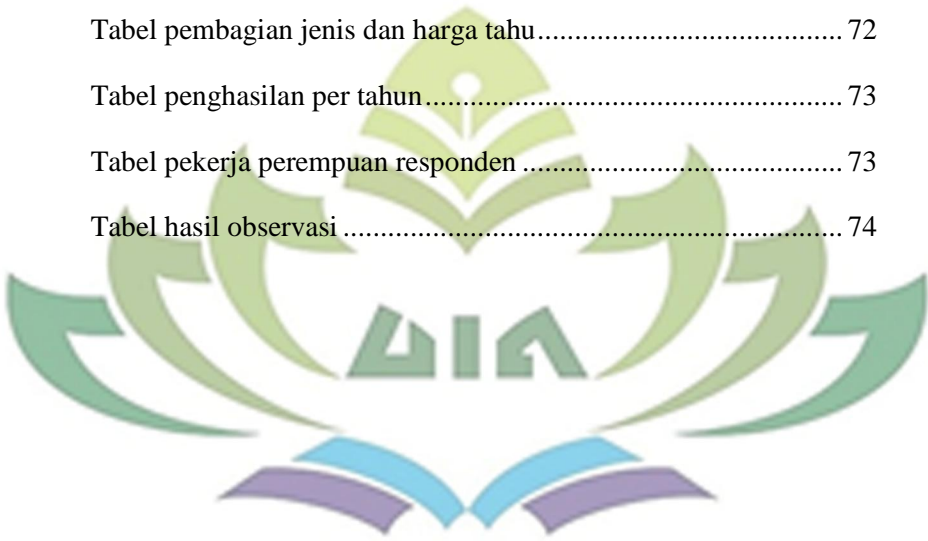 Tabel pembagian jenis dan harga tahu....................................... 72
Tabel penghasilan per tahun..................................................... 73
Tabel pekerja perempuan responden ........................................ 73
Tabel hasil observasi ................................................................ 74
UIN